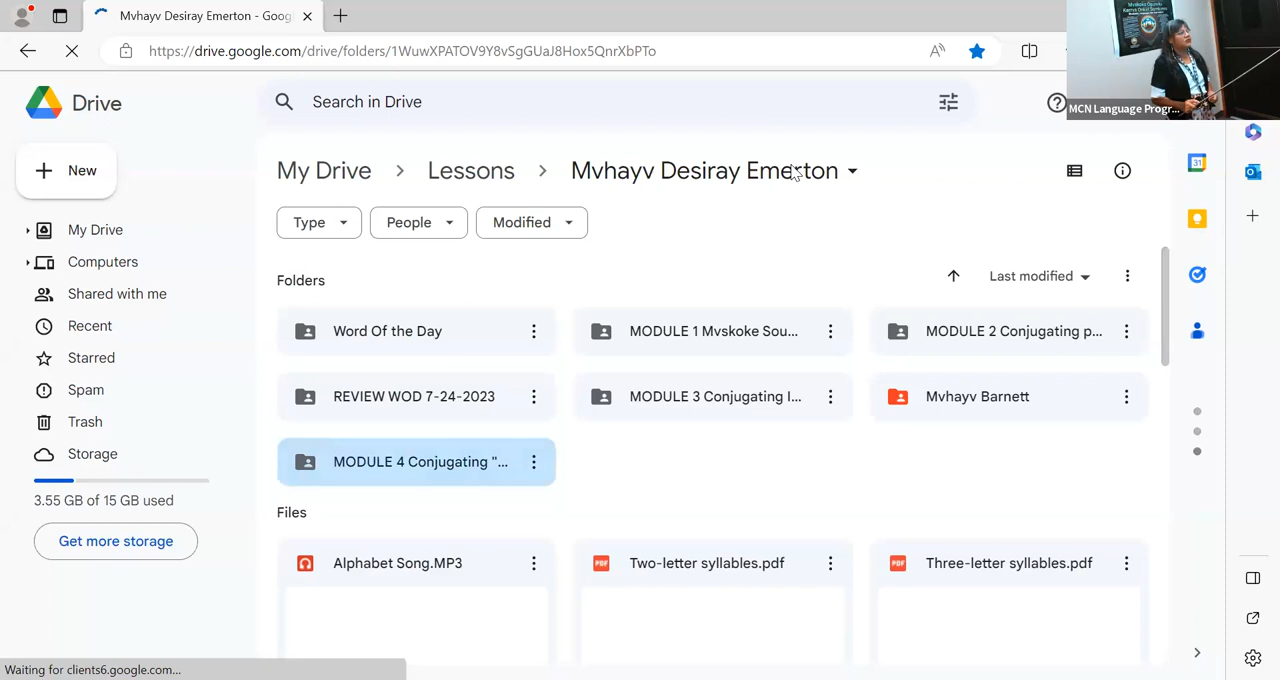 Mvhayv Desiray Emerton - Goog
https://drive.google.com/drive/folders/1WuwXPATOV9Y8vSgGUaJ8Hox5QnrXbPTo
Mvskoke Opunvkv
MCN Language Progr...
Drive
Search in Drive
New
My Drive > Lessons > Mvhayv Desiray Emerton
Type People Modified
My Drive
Computers
Shared with me
Recent
Starred
Spam
Trash
Storage
3.55 GB of 15 GB used
Get more storage
Folders
Last modified
Word Of the Day
MODULE 1 Mvskoke Sou...
MODULE 2 Conjugating p...
REVIEW WOD 7-24-2023
MODULE 3 Conjugating I...
Mvhayv Barnett
MODULE 4 Conjugating "...
Files
Alphabet Song.MP3
Two-letter syllables.pdf
Three-letter syllables.pdf
31
Waiting for clients6.google.com...